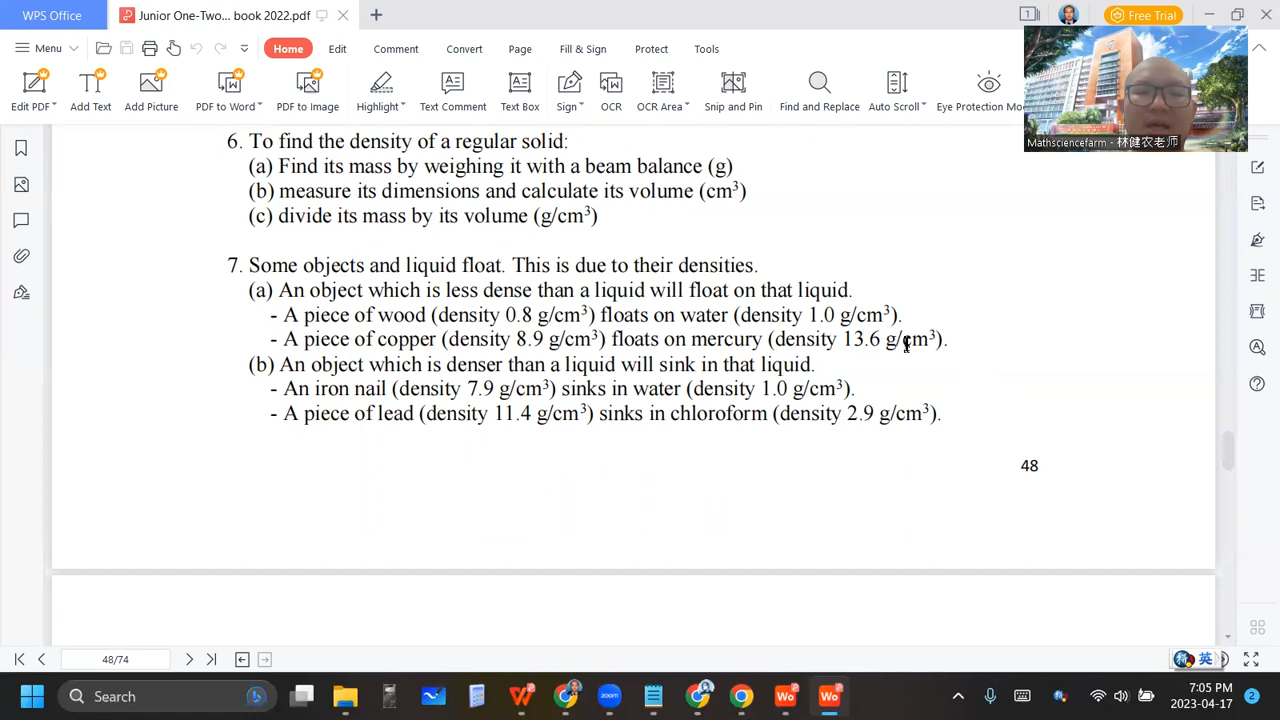 WPS Office
Junior One-Two... book 2022.pdf
1
Free Trial
Menu
Home
Edit
Comment
Convert
Page
Fill & Sign
Protect
Tools
Edit PDF
Add Text
Add Picture
PDF to Word
PDF to Image
Highlight
Text Comment
Text Box
Sign
OCR
OCR Area
Snip and Pin
Find and Replace
Auto Scroll
Eye Protection Mo
Mathsciencefarm - 林健农老师
6. To find the density of a regular solid:
(a) Find its mass by weighing it with a beam balance (g)
(b) measure its dimensions and calculate its volume (cm³)
(c) divide its mass by its volume (g/cm³)
7. Some objects and liquid float. This is due to their densities.
(a) An object which is less dense than a liquid will float on that liquid.
- A piece of wood (density 0.8 g/cm³) floats on water (density 1.0 g/cm³).
- A piece of copper (density 8.9 g/cm³) floats on mercury (density 13.6 g/cm³).
(b) An object which is denser than a liquid will sink in that liquid.
- An iron nail (density 7.9 g/cm³) sinks in water (density 1.0 g/cm³).
- A piece of lead (density 11.4 g/cm³) sinks in chloroform (density 2.9 g/cm³).
48
48/74
英
Search
zoom
Wo
Wo
7:05 PM
2023-04-17
2